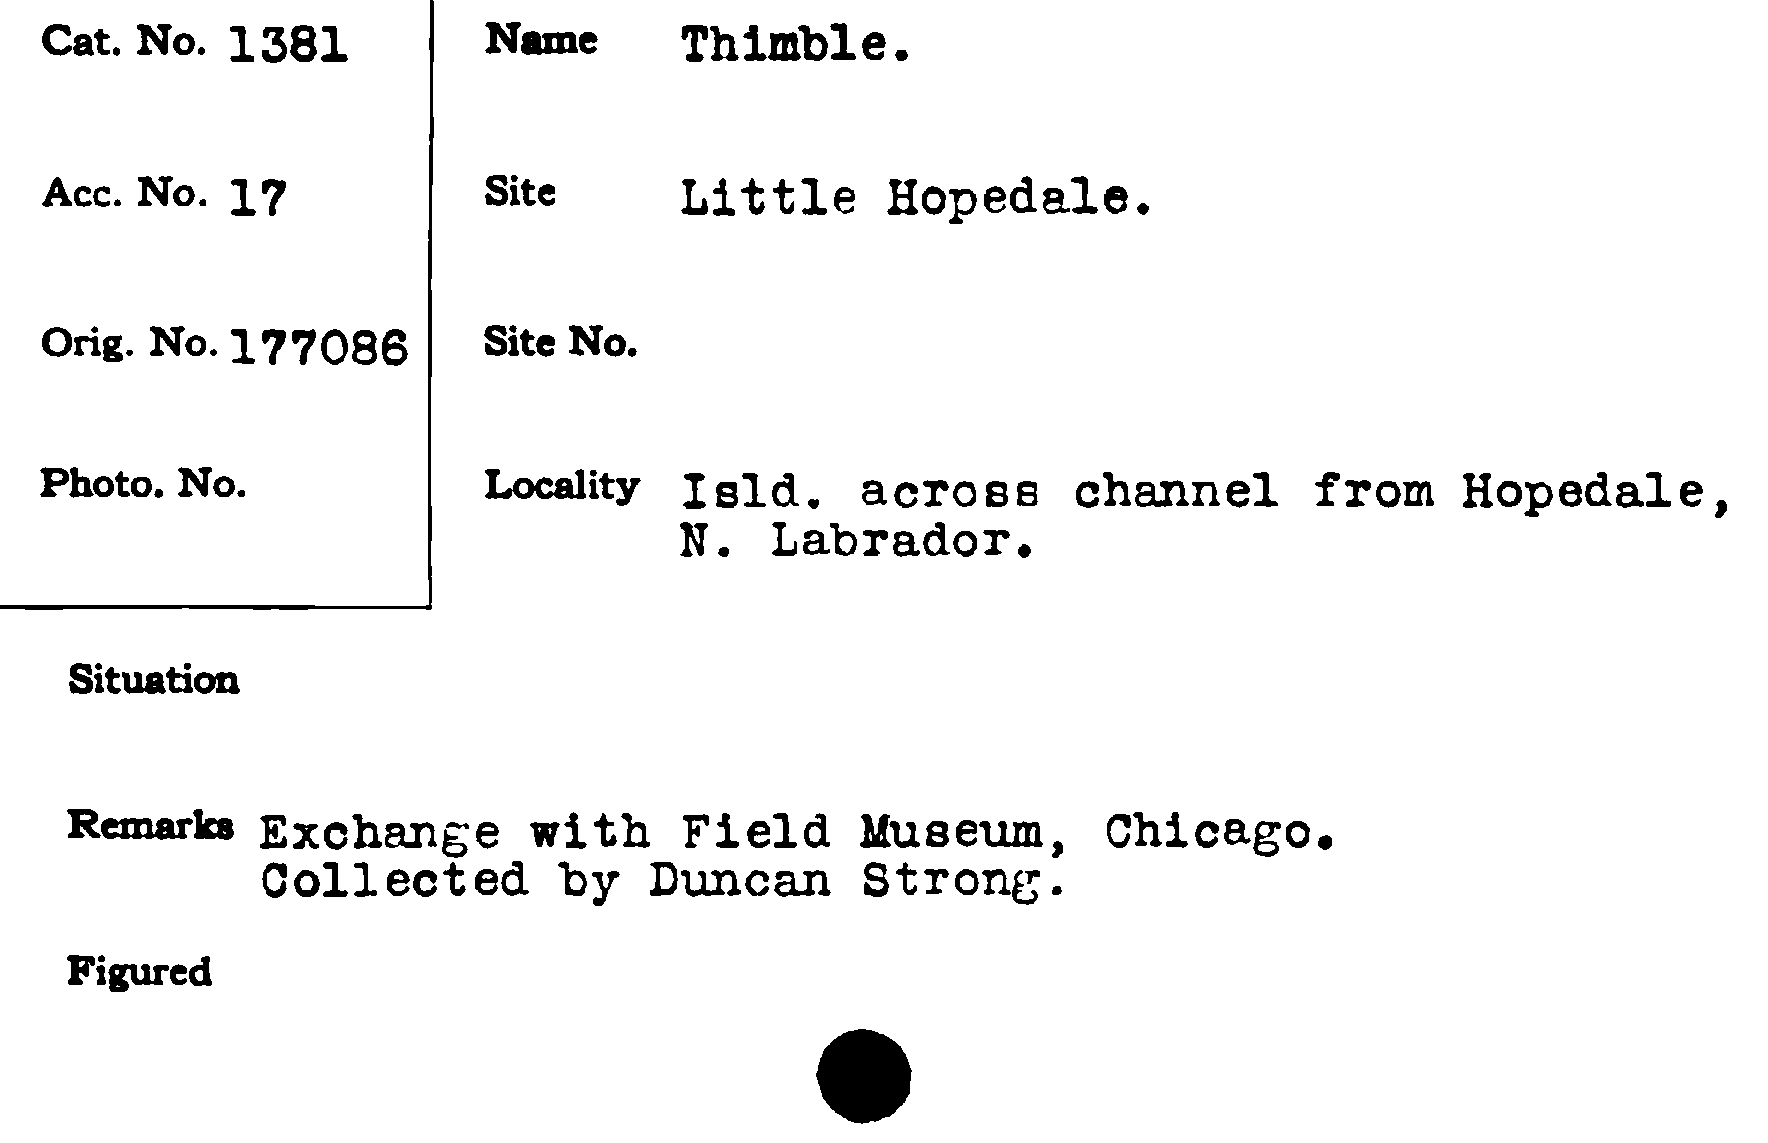 Cat. No. 1381
Name Thimble.
Acc. No. 17
Site Little Hopedale.
Orig. No. 177086
Site No.
Photo. No.
Locality Isld. across channel from Hopedale,
N. Labrador.
Situation
Remarks Exchange with Field Museum, Chicago.
Collected by Duncan Strong.
Figured